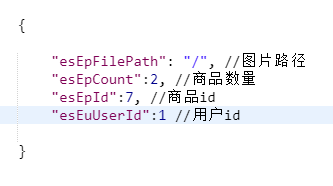 {
"esEpFilePath": "/", //图片路径
"esEpCount":2, //商品数量
"esEpId":7, //商品id
"esEuUserId":1 //用户id
}